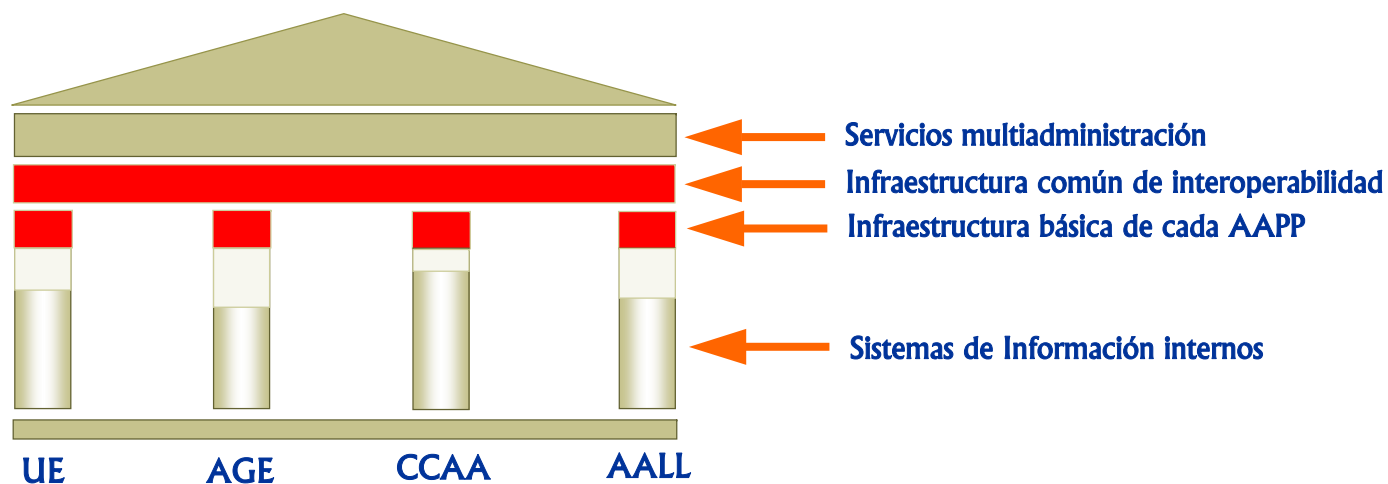 Servicios multiadministración
Infraestructura común de interoperabilidad
Infraestructura básica de cada AAPP
Sistemas de Información internos
UE AGE CCAA AALL